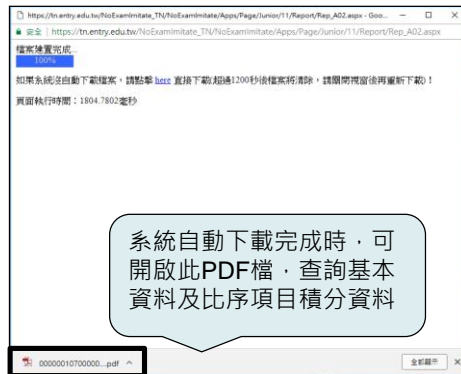 https://tn.entry.edu.tw/NoExamImitate_TN/NoExamImitate/Apps/Page/Junior/11/Report/Rep_A02.aspx - Goo...
安全 | https://tn.entry.edu.tw/NoExamImitate_TN/NoExamImitate/Apps/Page/Junior/11/Report/Rep_A02.aspx
檔案建置完成...
100%
如果系統沒自動下載檔案，請點擊 here 直接下載(超過1200秒後檔案將清除，請關閉視窗後再重新下載)！
頁面執行時間：1804.7802毫秒
系統自動下載完成時，可
開啟此PDF檔，查詢基本
資料及比序項目積分資料
00000010700000....pdf
全部顯示